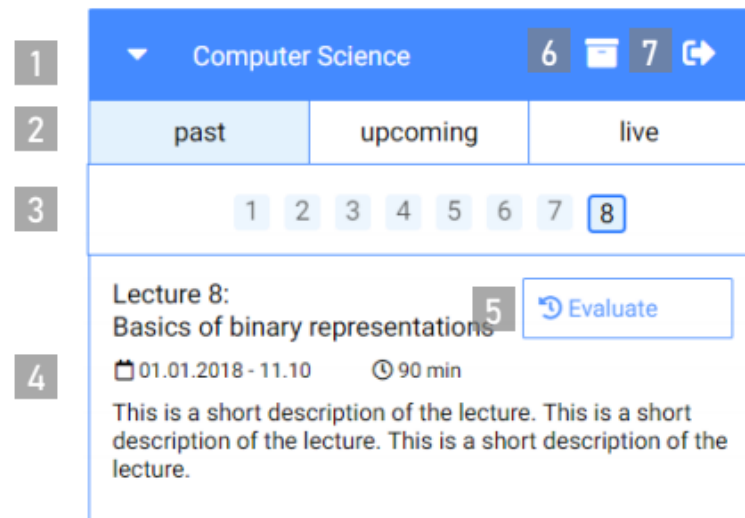 1 Computer Science 6 7
2 past upcoming live
3 1 2 3 4 5 6 7 8
Lecture 8:
5 Evaluate
Basics of binary representations
4 01.01.2018 - 11.10 90 min
This is a short description of the lecture. This is a short
description of the lecture. This is a short description of the
lecture.